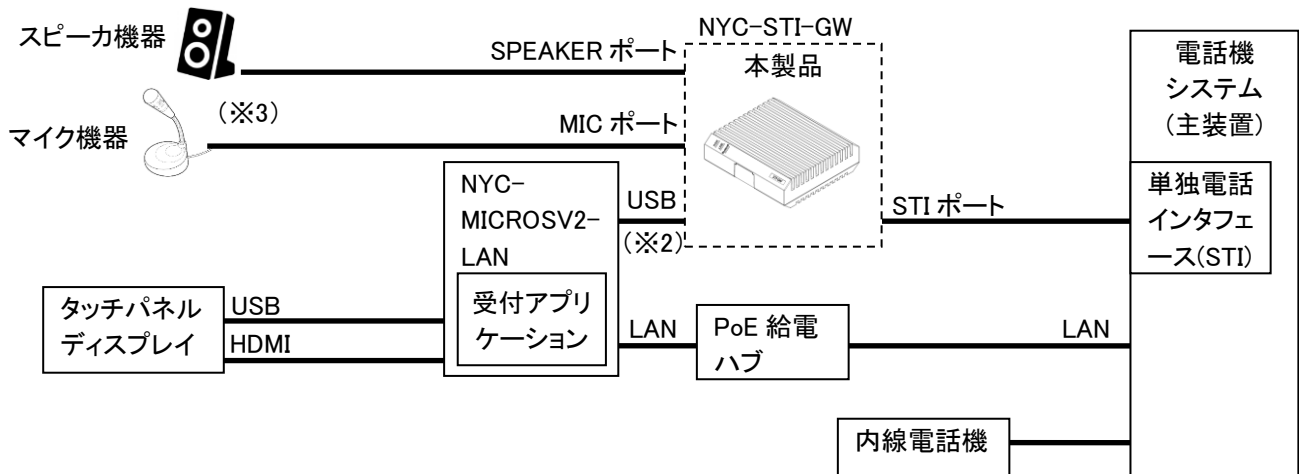 スピーカ機器
SPEAKER ポート
NYC-STI-GW
本製品
電話機
システム
(主装置)
マイク機器
(※3)
MIC ポート
NYC-
MICROSV2-
LAN
USB
(※2)
STI ポート
単独電話
インタフェ
ース(STI)
受付アプリ
ケーション
タッチパネル
ディスプレイ
USB
HDMI
LAN
PoE 給電
ハブ
LAN
内線電話機